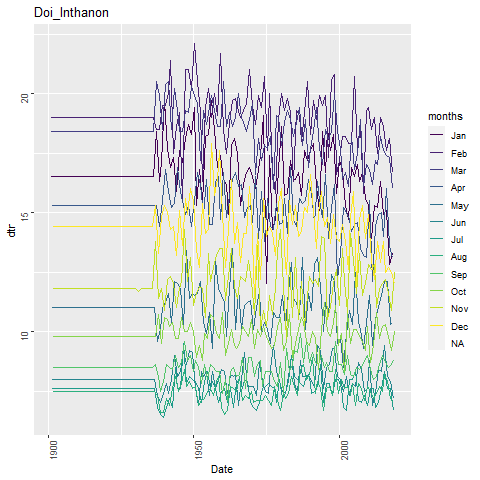 Doi_Inthanon
dtr
20
15
10
1900
1950
2000
Date
months
Jan
Feb
Mar
Apr
May
Jun
Jul
Aug
Sep
Oct
Nov
Dec
NA